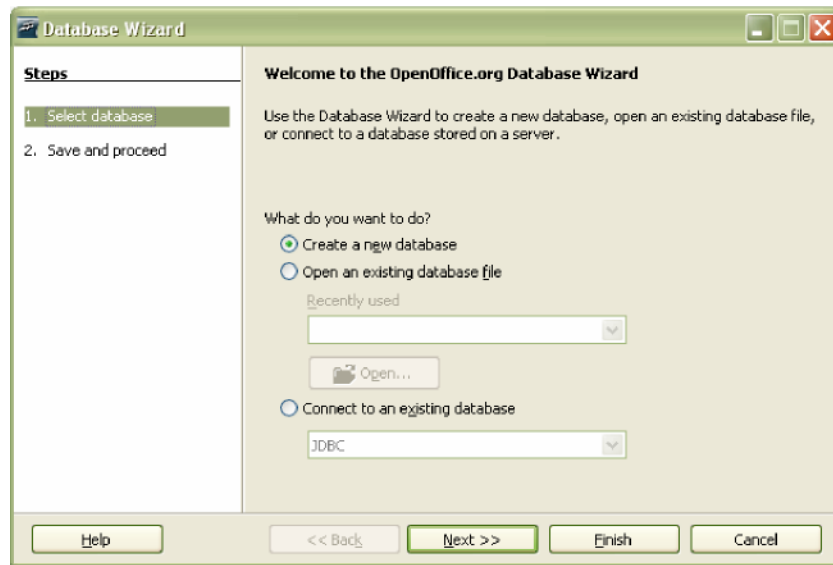 Database Wizard
Steps
1. Select database
2. Save and proceed
Welcome to the OpenOffice.org Database Wizard
Use the Database Wizard to create a new database, open an existing database file,
or connect to a database stored on a server.
What do you want to do?
Create a new database
Open an existing database file
Recently used
Open...
Connect to an existing database
JDBC
Help
<< Back
Next >>
Finish
Cancel